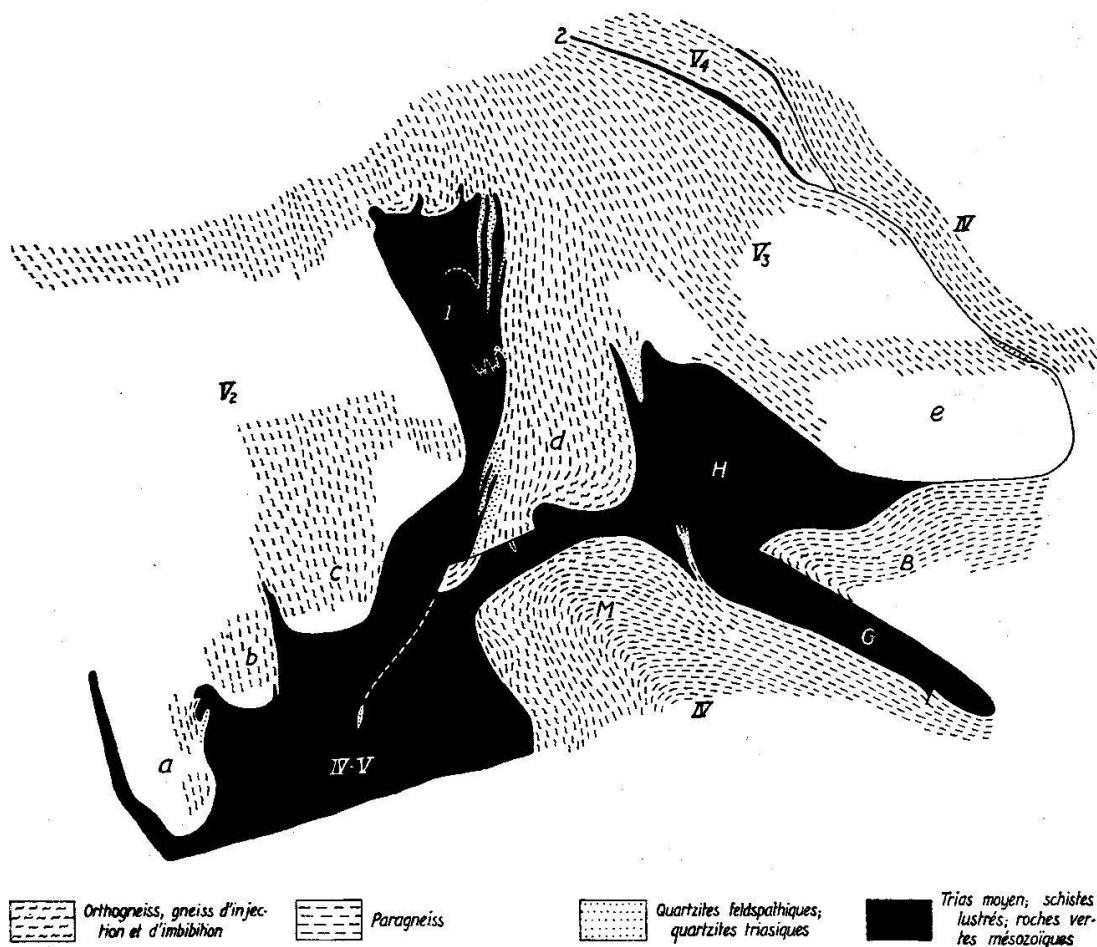 2
V4
IV
V3
1
V2
e
d
H
B
c
M
G
b
IV
IV-V
a
Orthogneiss, gneiss d'injec-
tion et d'imbibition
Paragneiss
Quartzites feldspathiques;
quartzites triasiques
Trias moyen; schistes
lustrés; roches ver-
tes mésozoïques